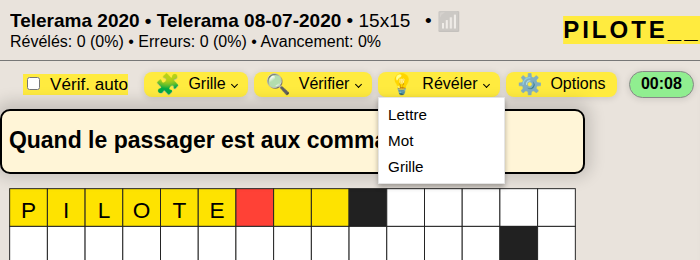 Telerama 2020 • Telerama 08-07-2020 • 15x15 •
PILOTE__
Révélés: 0 (0%) • Erreurs: 0 (0%) • Avancement: 0%
Vérif. auto Grille Vérifier Révéler Options 00:08
Lettre
Mot
Grille
Quand le passager est aux comma
P I L O T E